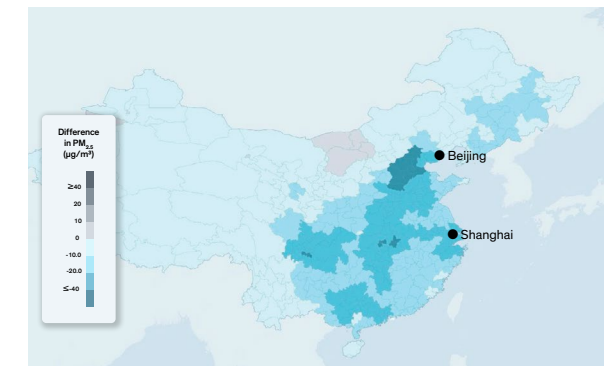 Difference
in PM2.5
(μg/m³)
≥40
20
10
0
-10.0
-20.0
≤-40
Beijing
Shanghai